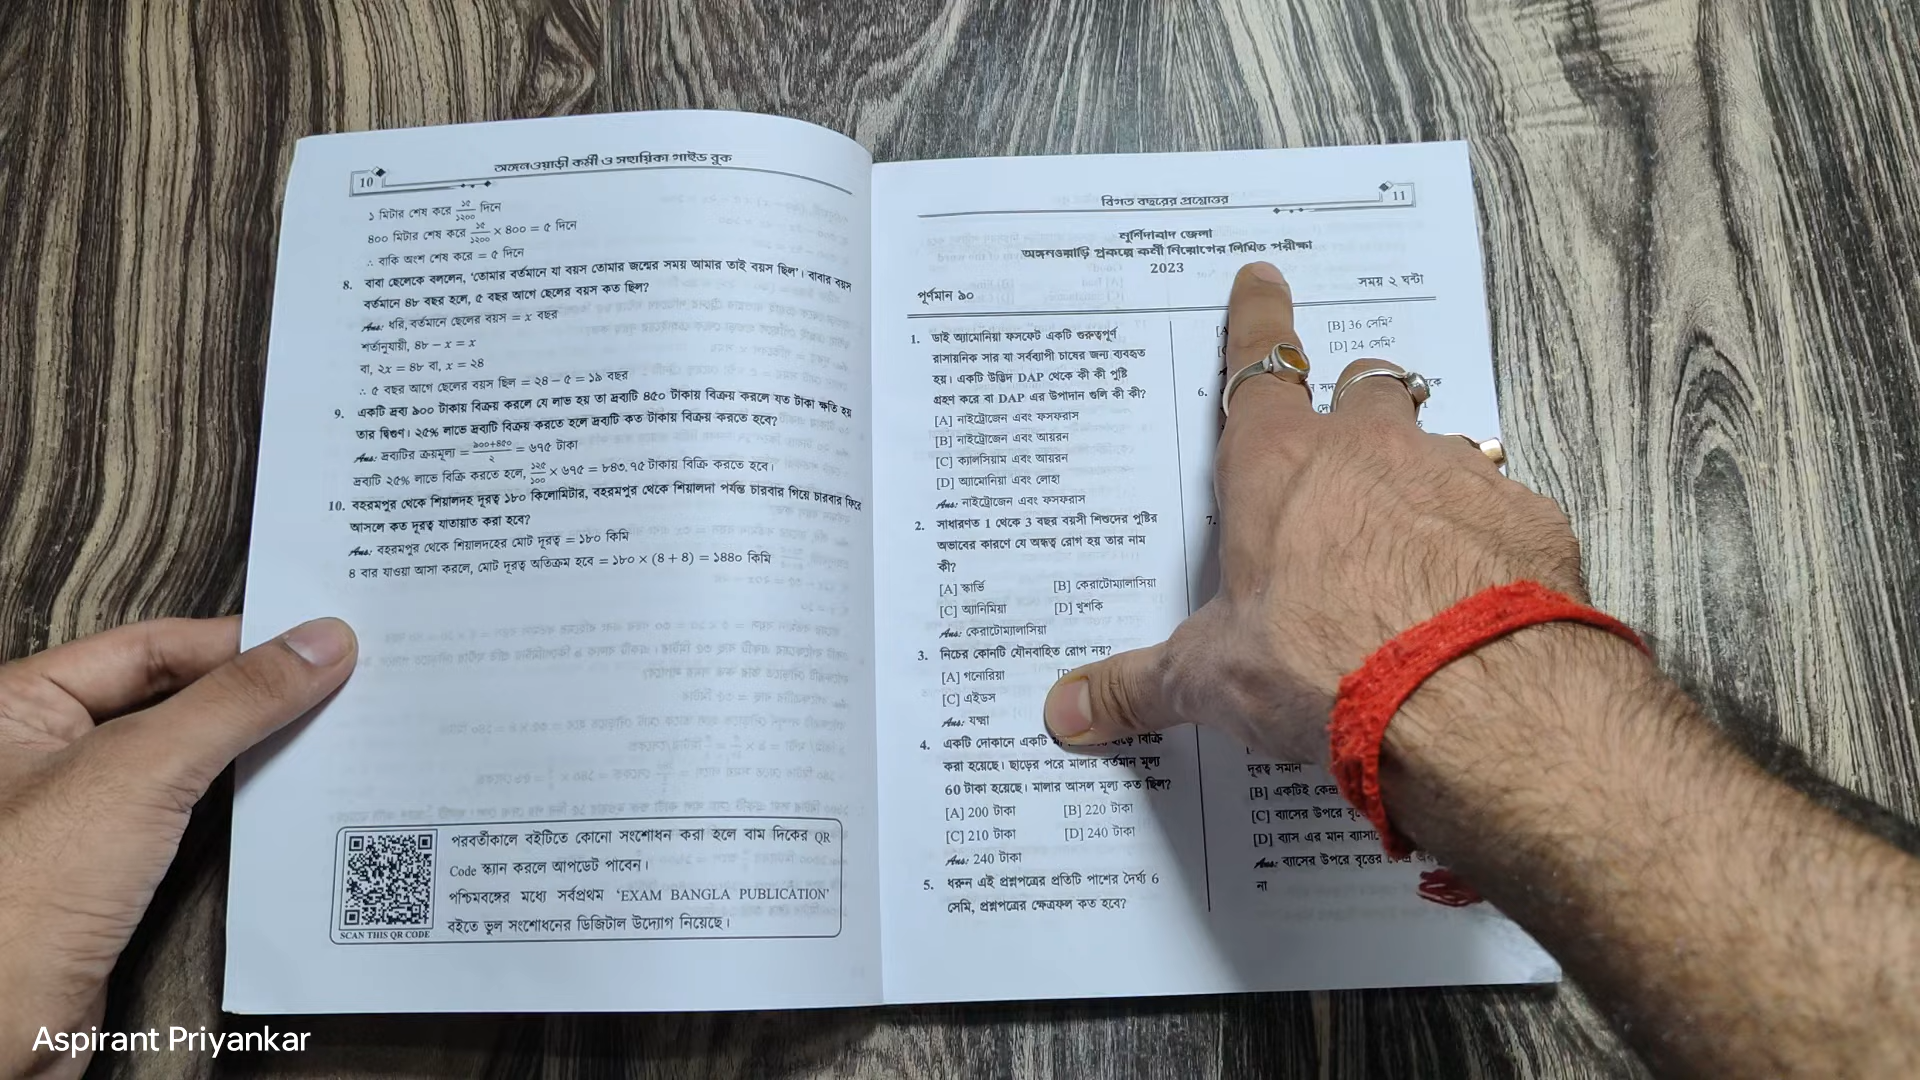 10
অঙ্গনওয়াড়ী কর্মী ও সহায়িকা গাইড বুক
১ মিটার শেষ করে ১৫/১২০০ দিনে
৪০০ মিটার শেষ করে ১৫/১২০০ × ৪০০ = ৫ দিনে
∴ বাকি অংশ শেষ করে = ৫ দিনে
8. বাবা ছেলেকে বললেন, 'তোমার বর্তমানে যা বয়স তোমার জন্মের সময় আমার তাই বয়স ছিল'। বাবার বয়স
বর্তমানে ৪৮ বছর হলে, ৫ বছর আগে ছেলের বয়স কত ছিল?
Ans: ধরি, বর্তমানে ছেলের বয়স = x বছর
শর্তানুযায়ী, ৪৮ − x = x
বা, ২x = ৪৮ বা, x = ২৪
∴ ৫ বছর আগে ছেলের বয়স ছিল = ২৪ − ৫ = ১৯ বছর
9. একটি দ্রব্য ৯০০ টাকায় বিক্রয় করলে যে লাভ হয় তা দ্রব্যটি ৪৫০ টাকায় বিক্রয় করলে যত টাকা ক্ষতি হয়
তার দ্বিগুণ। ২৫% লাভে দ্রব্যটি বিক্রয় করতে হলে দ্রব্যটি কত টাকায় বিক্রয় করতে হবে?
Ans: দ্রব্যটির ক্রয়মূল্য = ৯০০+৪৫০/২ = ৬৭৫ টাকা
দ্রব্যটি ২৫% লাভে বিক্রি করতে হলে, ১২৫/১০০ × ৬৭৫ = ৮৪৩.৭৫ টাকায় বিক্রি করতে হবে।
10. বহরমপুর থেকে শিয়ালদহ দূরত্ব ১৮০ কিলোমিটার, বহরমপুর থেকে শিয়ালদা পর্যন্ত চারবার গিয়ে চারবার ফিরে
আসলে কত দূরত্ব যাতায়াত করা হবে?
Ans: বহরমপুর থেকে শিয়ালদহের মোট দূরত্ব = ১৮০ কিমি
৪ বার যাওয়া আসা করলে, মোট দূরত্ব অতিক্রম হবে = ১৮০ × (৪ + ৪) = ১৪৪০ কিমি
পরবর্তীকালে বইটিতে কোনো সংশোধন করা হলে বাম দিকের QR
Code স্ক্যান করলে আপডেট পাবেন।
পশ্চিমবঙ্গের মধ্যে সর্বপ্রথম 'EXAM BANGLA PUBLICATION'
বইতে ভুল সংশোধনের ডিজিটাল উদ্যোগ নিয়েছে।
SCAN THIS QR CODE
বিগত বছরের প্রশ্নোত্তর
11
মুর্শিদাবাদ জেলা
অঙ্গনওয়াড়ি প্রকল্পে কর্মী নিয়োগের লিখিত পরীক্ষা
2023
পূর্ণমান ৯০
সময় ২ ঘন্টা
1. ডাই অ্যামোনিয়া ফসফেট একটি গুরুত্বপূর্ণ
রাসায়নিক সার যা সর্বব্যাপী চাষের জন্য ব্যবহৃত
হয়। একটি উদ্ভিদ DAP থেকে কী কী পুষ্টি
গ্রহণ করে বা DAP এর উপাদান গুলি কী কী?
[A] নাইট্রোজেন এবং ফসফরাস
[B] নাইট্রোজেন এবং আয়রন
[C] ক্যালসিয়াম এবং আয়রন
[D] অ্যামোনিয়া এবং লোহা
Ans: নাইট্রোজেন এবং ফসফরাস
2. সাধারণত 1 থেকে 3 বছর বয়সী শিশুদের পুষ্টির
অভাবের কারণে যে অন্ধত্ব রোগ হয় তার নাম
কী?
[A] স্কার্ভি [B] কেরাটোম্যালাসিয়া
[C] অ্যানিমিয়া [D] খুশকি
Ans: কেরাটোম্যালাসিয়া
3. নিচের কোনটি যৌনবাহিত রোগ নয়?
[A] গনোরিয়া
[C] এইডস
Ans: যক্ষ্মা
4. একটি দোকানে একটি বিক্রি
করা হয়েছে। ছাড়ের পরে মালার বর্তমান মূল্য
60 টাকা হয়েছে। মালার আসল মূল্য কত ছিল?
[A] 200 টাকা [B] 220 টাকা
[C] 210 টাকা [D] 240 টাকা
Ans: 240 টাকা
5. ধরুন এই প্রশ্নপত্রের প্রতিটি পাশের দৈর্ঘ্য 6
সেমি, প্রশ্নপত্রের ক্ষেত্রফল কত হবে?
[B] 36 সেমি²
[D] 24 সেমি²
6.
7.
দূরত্ব সমান
[B] একটিই কেন্দ্র
[C] ব্যাসের উপরে
[D] ব্যাস এর মান
Ans: ব্যাসের উপরে বৃত্তের
না
Aspirant Priyankar